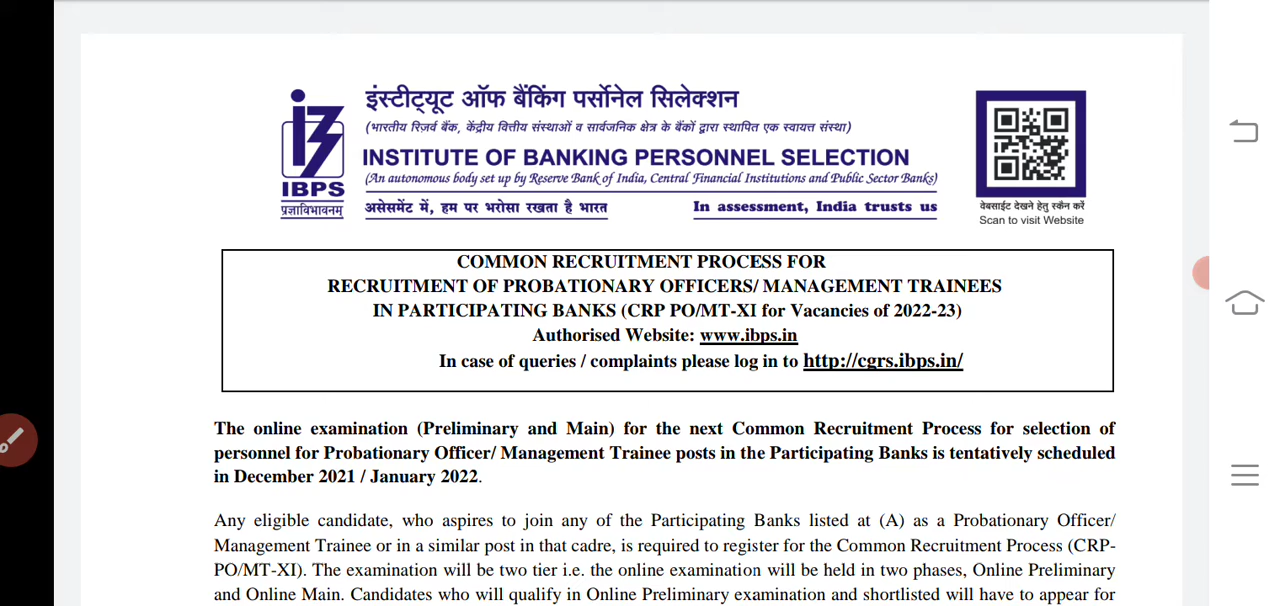 इंस्टीट्यूट ऑफ बैंकिंग पर्सोनेल सिलेक्शन
(भारतीय रिज़र्व बैंक, केंद्रीय वित्तीय संस्थाओं व सार्वजनिक क्षेत्र के बैंकों द्वारा स्थापित एक स्वायत्त संस्था)
INSTITUTE OF BANKING PERSONNEL SELECTION
(An autonomous body set up by Reserve Bank of India, Central Financial Institutions and Public Sector Banks)
IBPS
प्रज्ञाविभावनम्
असेसमेंट में, हम पर भरोसा रखता है भारत
In assessment, India trusts us
वेबसाईट देखने हेतु स्कैन करें
Scan to visit Website
COMMON RECRUITMENT PROCESS FOR
RECRUITMENT OF PROBATIONARY OFFICERS/ MANAGEMENT TRAINEES
IN PARTICIPATING BANKS (CRP PO/MT-XI for Vacancies of 2022-23)
Authorised Website: www.ibps.in
In case of queries / complaints please log in to http://cgrs.ibps.in/
The online examination (Preliminary and Main) for the next Common Recruitment Process for selection of
personnel for Probationary Officer/ Management Trainee posts in the Participating Banks is tentatively scheduled
in December 2021 / January 2022.
Any eligible candidate, who aspires to join any of the Participating Banks listed at (A) as a Probationary Officer/
Management Trainee or in a similar post in that cadre, is required to register for the Common Recruitment Process (CRP-
PO/MT-XI). The examination will be two tier i.e. the online examination will be held in two phases, Online Preliminary
and Online Main. Candidates who will qualify in Online Preliminary examination and shortlisted will have to appear for